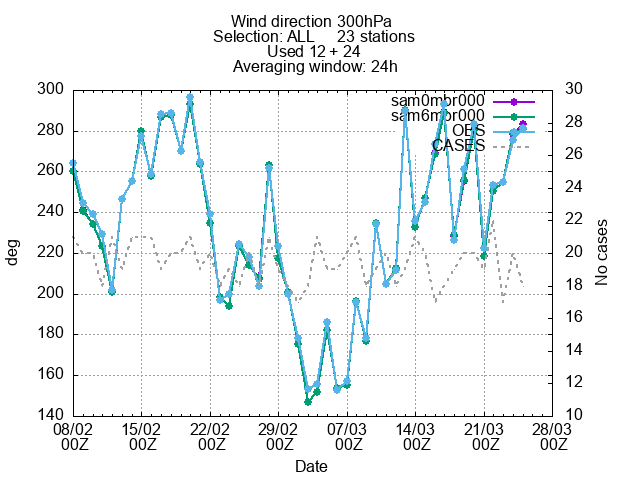 Wind direction 300hPa
Selection: ALL 23 stations
Used 12 + 24
Averaging window: 24h
300
280
260
240
220
200
180
160
140
deg
30
28
26
24
22
20
18
16
14
12
10
No cases
sam0mbr000
sam6mbr000
OBS
CASES
08/02 15/02 22/02 29/02 07/03 14/03 21/03 28/03
00Z 00Z 00Z 00Z 00Z 00Z 00Z 00Z
Date